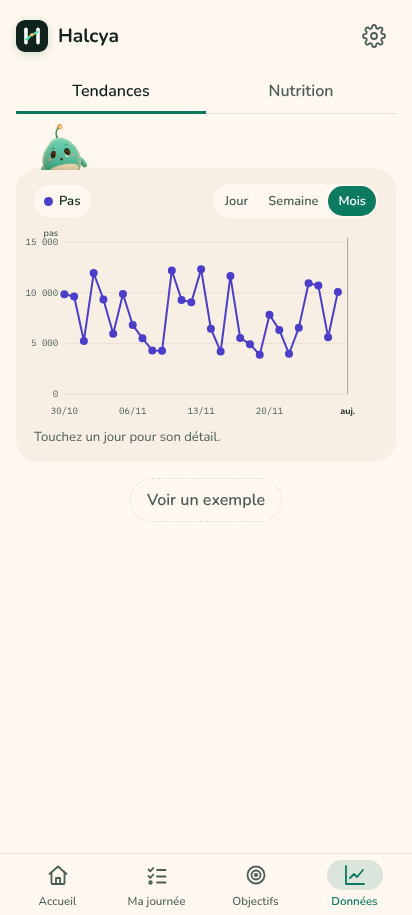 Halcya
Tendances
Nutrition
Pas
Jour Semaine Mois
pas
15 000
10 000
5 000
0
30/10 06/11 13/11 20/11 auj.
Touchez un jour pour son détail.
Voir un exemple
Accueil Ma journée Objectifs Données